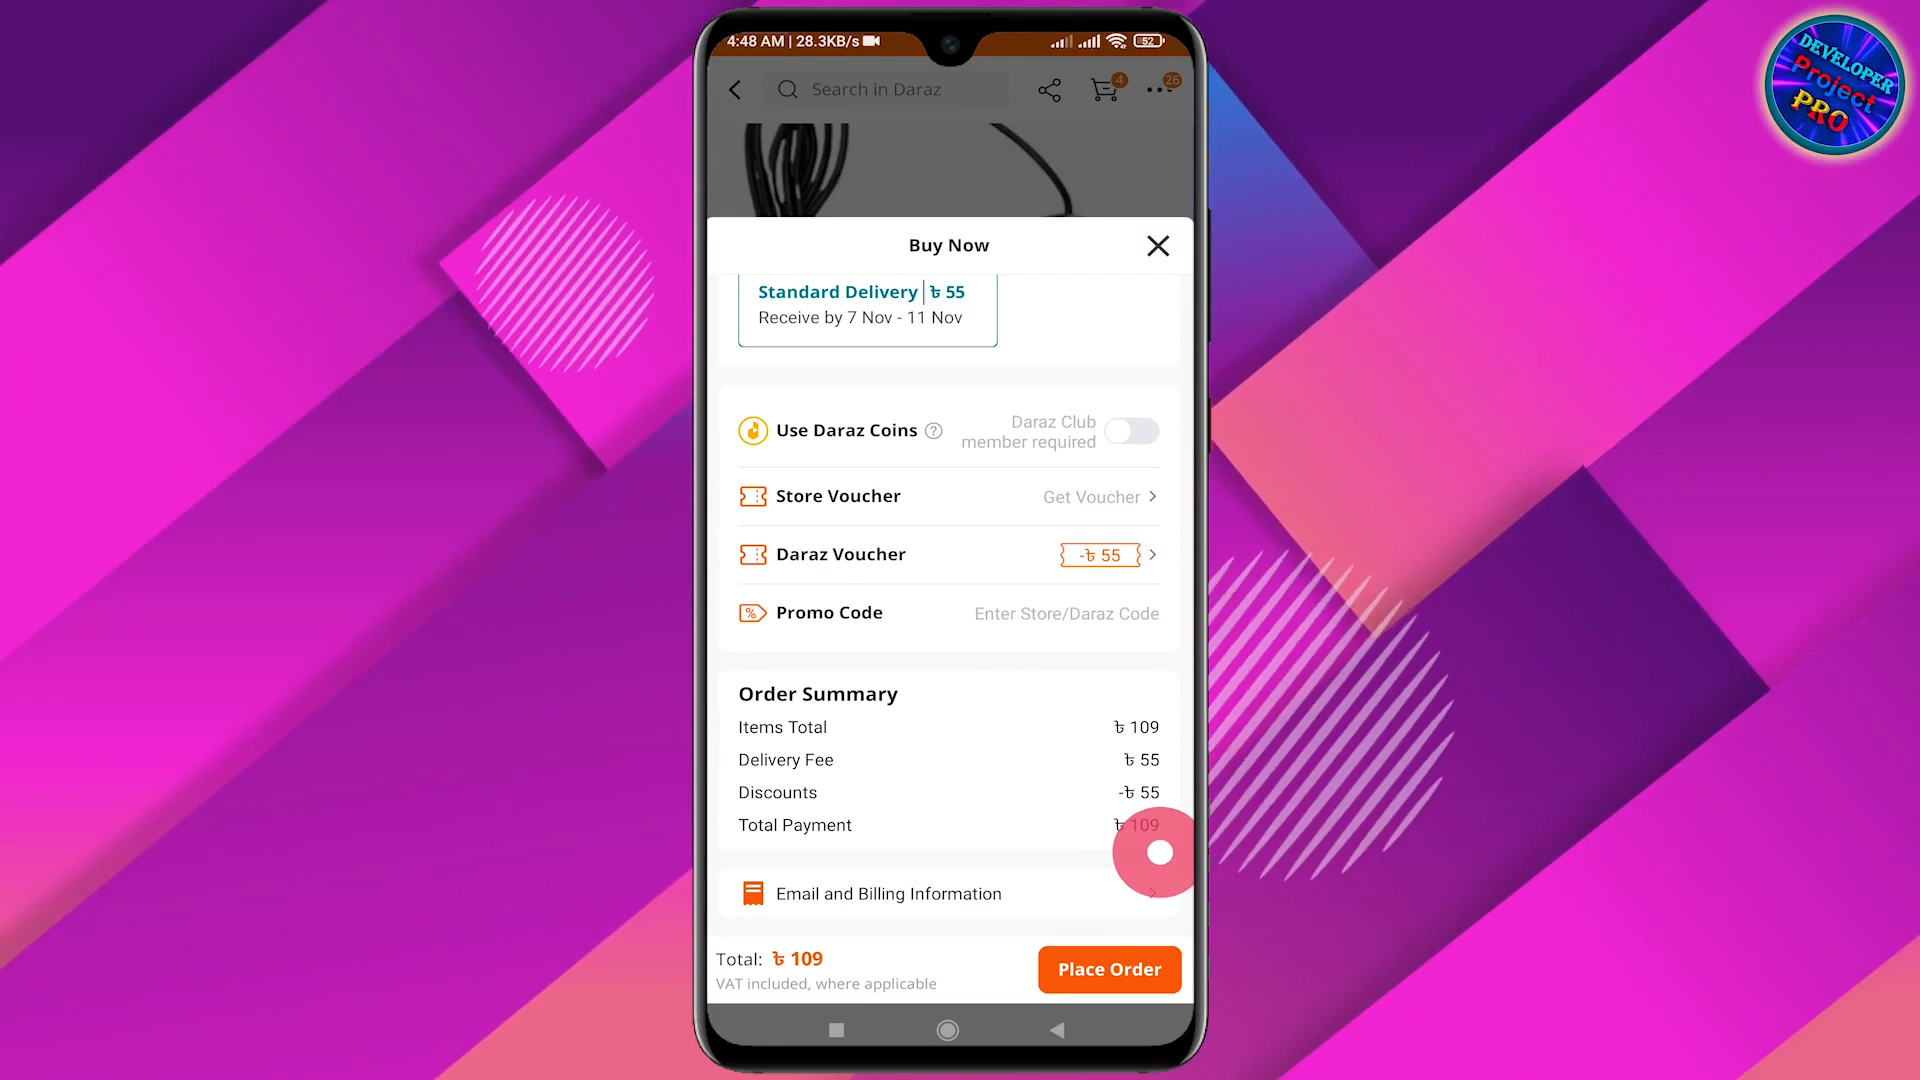 4:48 AM | 28.3KB/s
52
DEVELOPER
Project
PRO
Search in Daraz
4
26
Buy Now
Standard Delivery | ৳ 55
Receive by 7 Nov - 11 Nov
Use Daraz Coins ?
Daraz Club
member required
Store Voucher
Get Voucher
Daraz Voucher
-৳ 55
Promo Code
Enter Store/Daraz Code
Order Summary
Items Total ৳ 109
Delivery Fee ৳ 55
Discounts -৳ 55
Total Payment ৳ 109
Email and Billing Information
Total: ৳ 109
VAT included, where applicable
Place Order